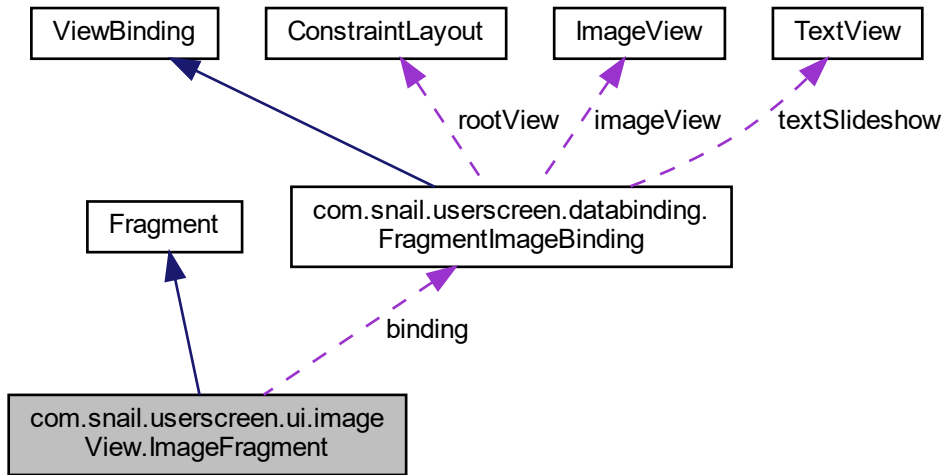 ViewBinding
ConstraintLayout
ImageView
TextView
rootView
imageView
textSlideshow
com.snail.userscreen.databinding.
FragmentImageBinding
Fragment
binding
com.snail.userscreen.ui.image
View.ImageFragment